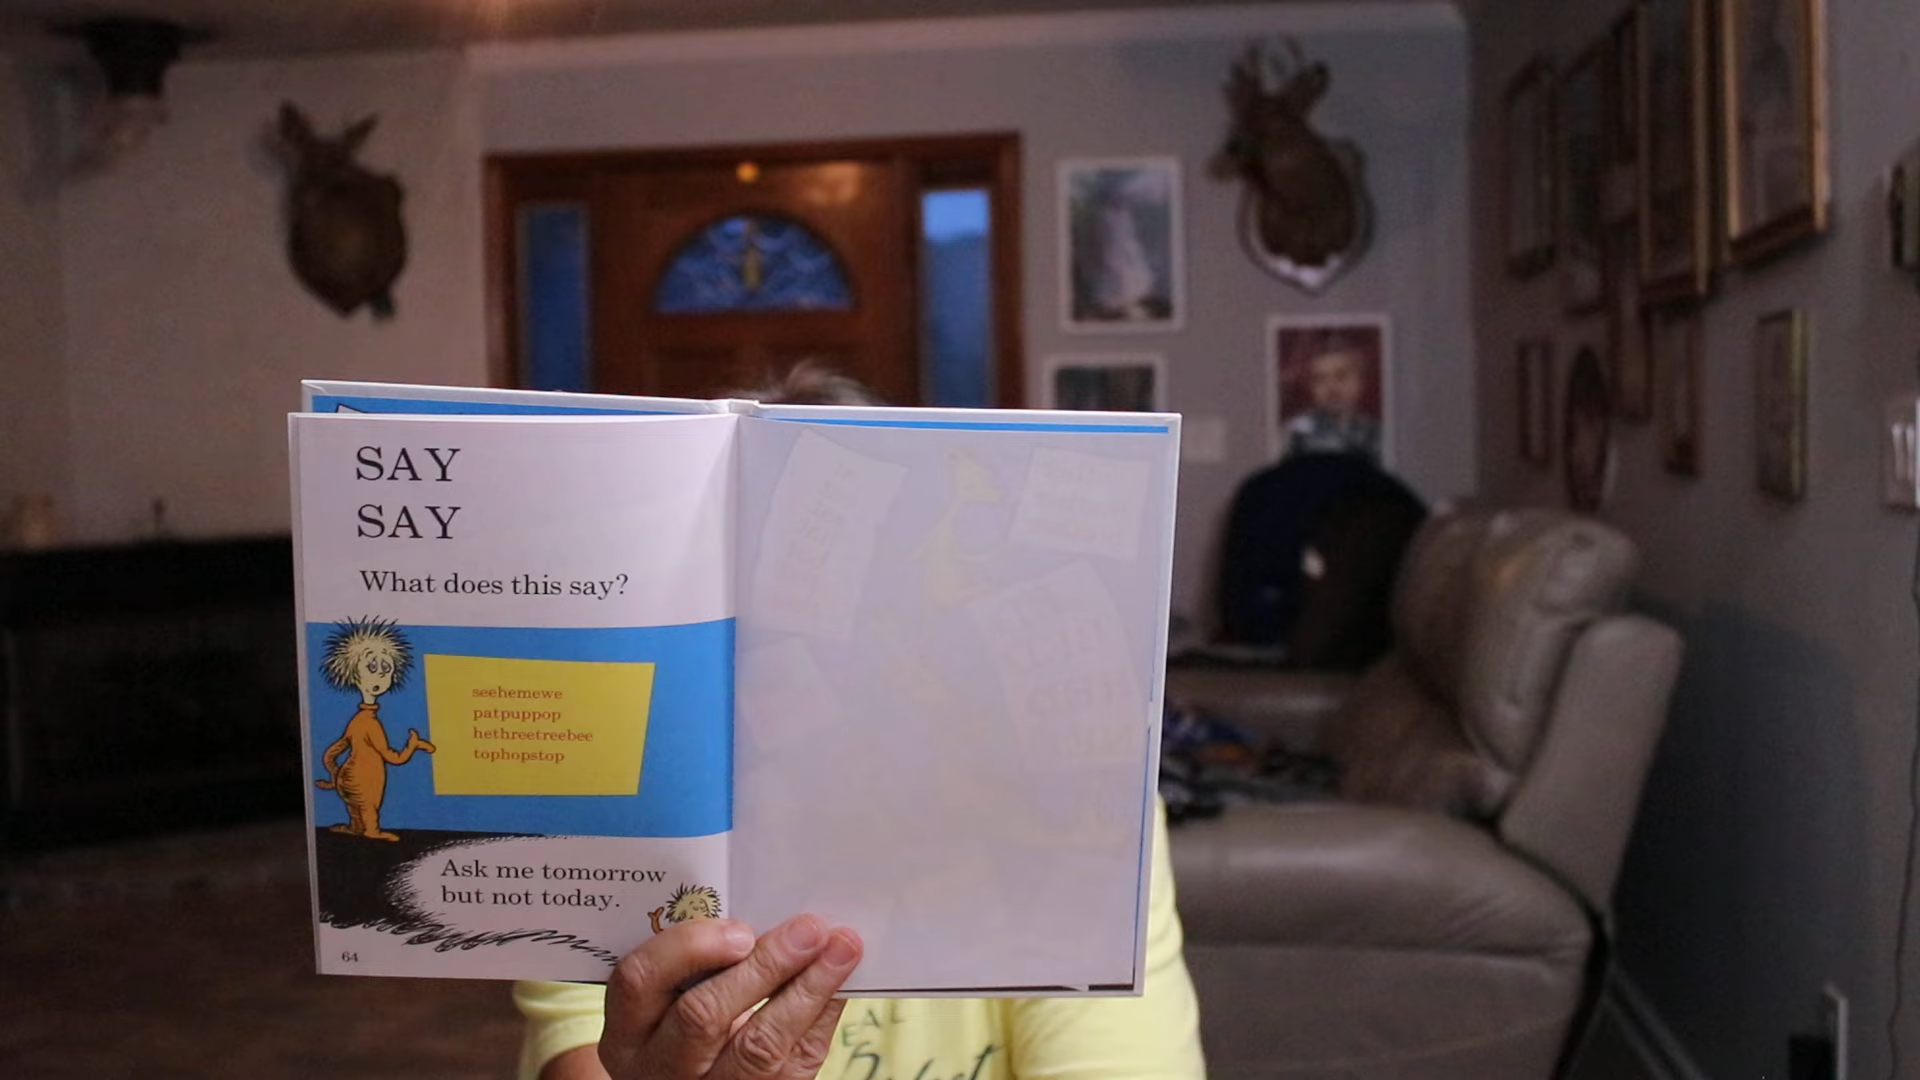 SAY
SAY
What does this say?
seehemewe
patpuppop
hethreetreebee
tophopstop
Ask me tomorrow
but not today.
64